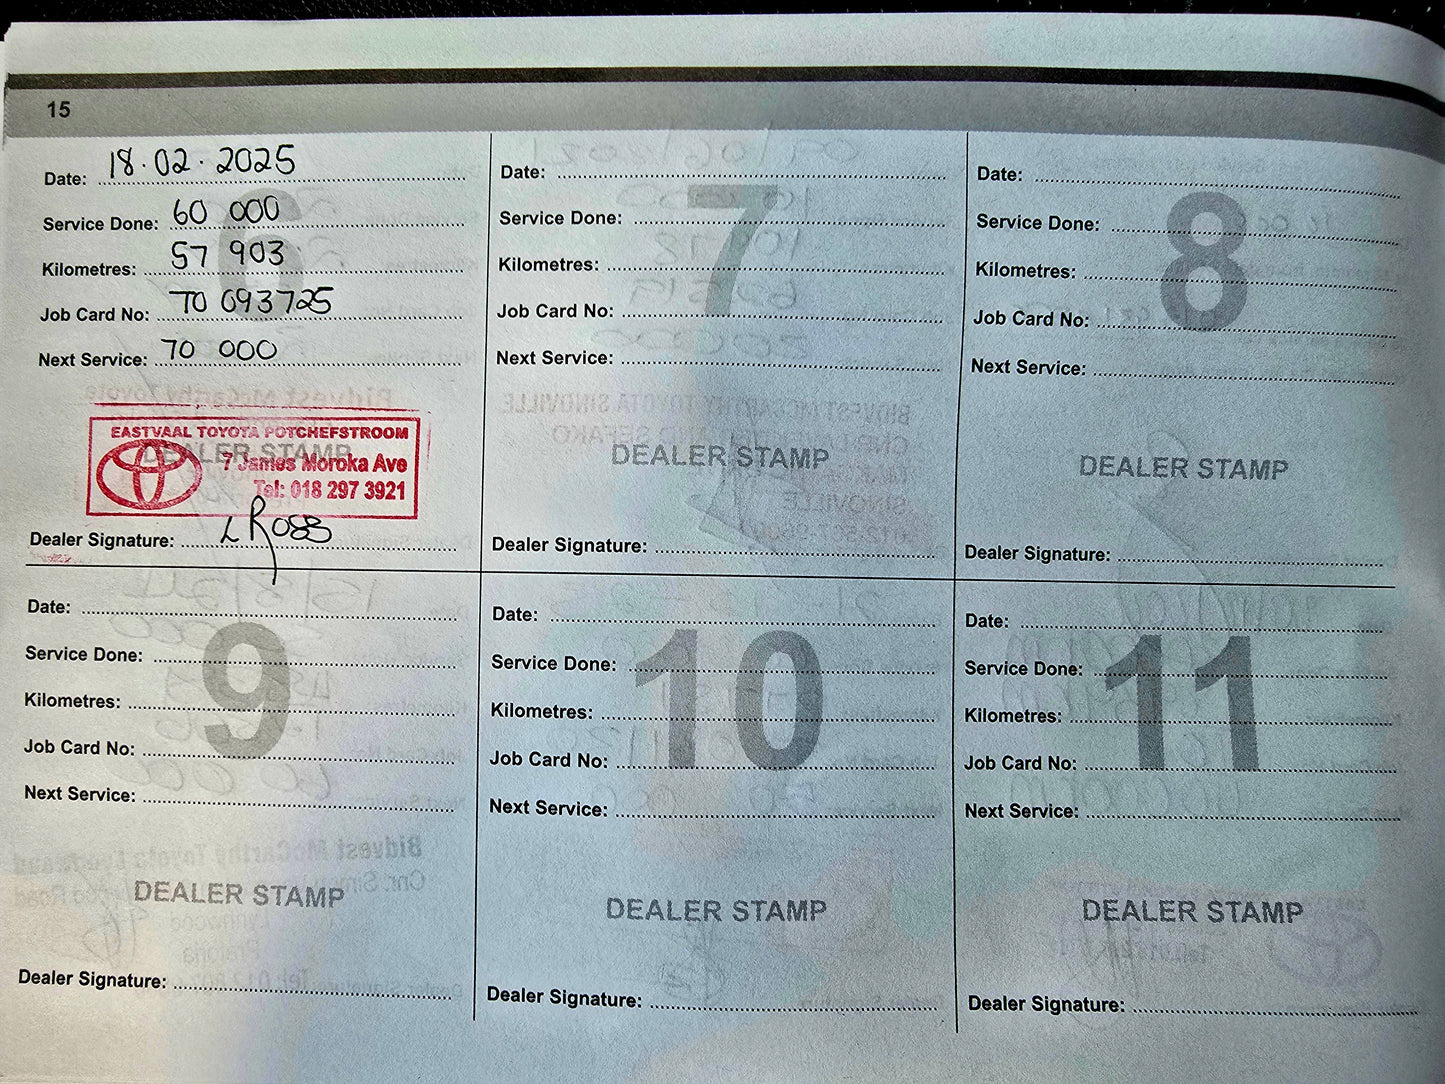 15
Date: 18.02.2025
Service Done: 60 000
Kilometres: 57 903
Job Card No: TO 093725
Next Service: 70 000
6
EASTVAAL TOYOTA POTCHEFSTROOM
DEALER STAMP
7 James Moroka Ave
Tel: 018 297 3921
Dealer Signature: L Ross
Date:
Service Done:
Kilometres:
Job Card No:
Next Service:
7
DEALER STAMP
Dealer Signature:
Date:
Service Done:
Kilometres:
Job Card No:
Next Service:
8
DEALER STAMP
Dealer Signature:
Date:
Service Done:
Kilometres:
Job Card No:
Next Service:
9
DEALER STAMP
Dealer Signature:
Date:
Service Done:
Kilometres:
Job Card No:
Next Service:
10
DEALER STAMP
Dealer Signature:
Date:
Service Done:
Kilometres:
Job Card No:
Next Service:
11
DEALER STAMP
Dealer Signature: